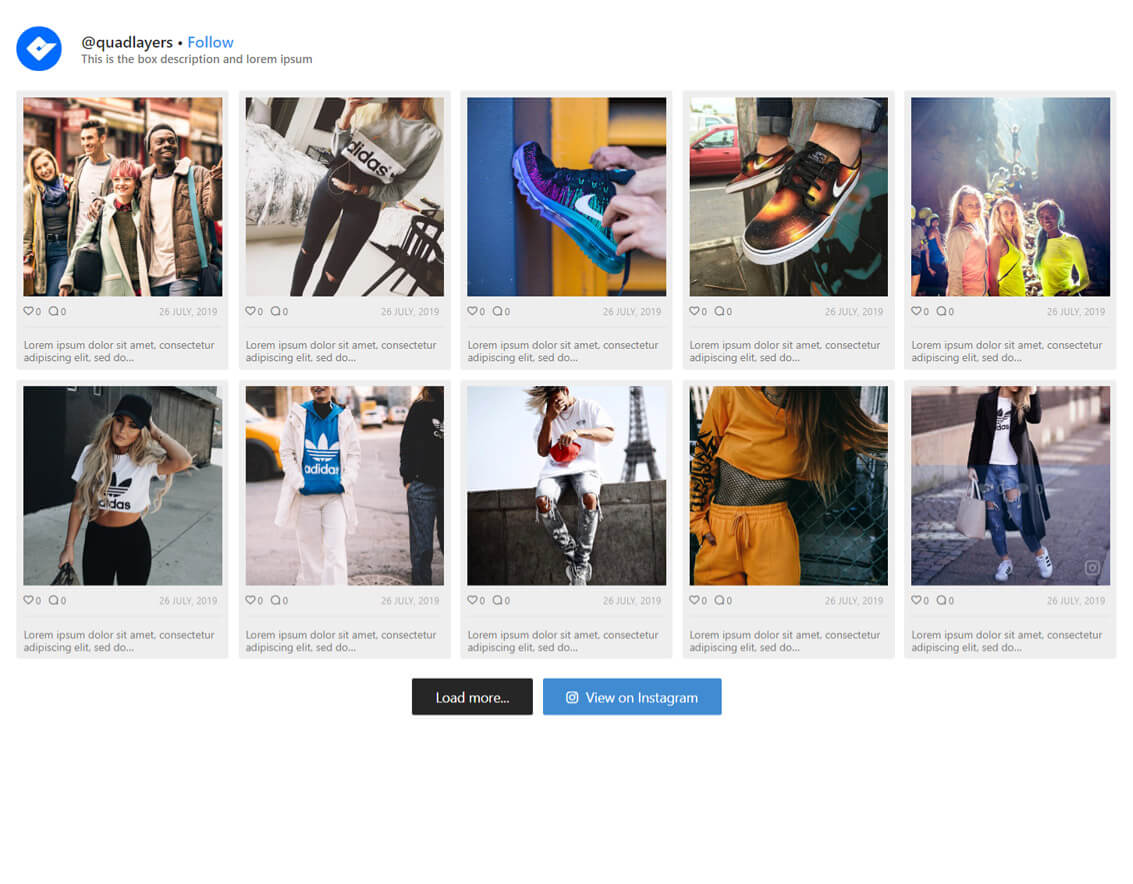 @quadlayers • Follow
This is the box description and lorem ipsum
adidas
0 0 26 JULY, 2019
0 0 26 JULY, 2019
0 0 26 JULY, 2019
0 0 26 JULY, 2019
0 0 26 JULY, 2019
Lorem ipsum dolor sit amet, consectetur
adipiscing elit, sed do...
Lorem ipsum dolor sit amet, consectetur
adipiscing elit, sed do...
Lorem ipsum dolor sit amet, consectetur
adipiscing elit, sed do...
Lorem ipsum dolor sit amet, consectetur
adipiscing elit, sed do...
Lorem ipsum dolor sit amet, consectetur
adipiscing elit, sed do...
adidas
adidas
adidas
0 0 26 JULY, 2019
0 0 26 JULY, 2019
0 0 26 JULY, 2019
0 0 26 JULY, 2019
0 0 26 JULY, 2019
Lorem ipsum dolor sit amet, consectetur
adipiscing elit, sed do...
Lorem ipsum dolor sit amet, consectetur
adipiscing elit, sed do...
Lorem ipsum dolor sit amet, consectetur
adipiscing elit, sed do...
Lorem ipsum dolor sit amet, consectetur
adipiscing elit, sed do...
Lorem ipsum dolor sit amet, consectetur
adipiscing elit, sed do...
Load more...
View on Instagram